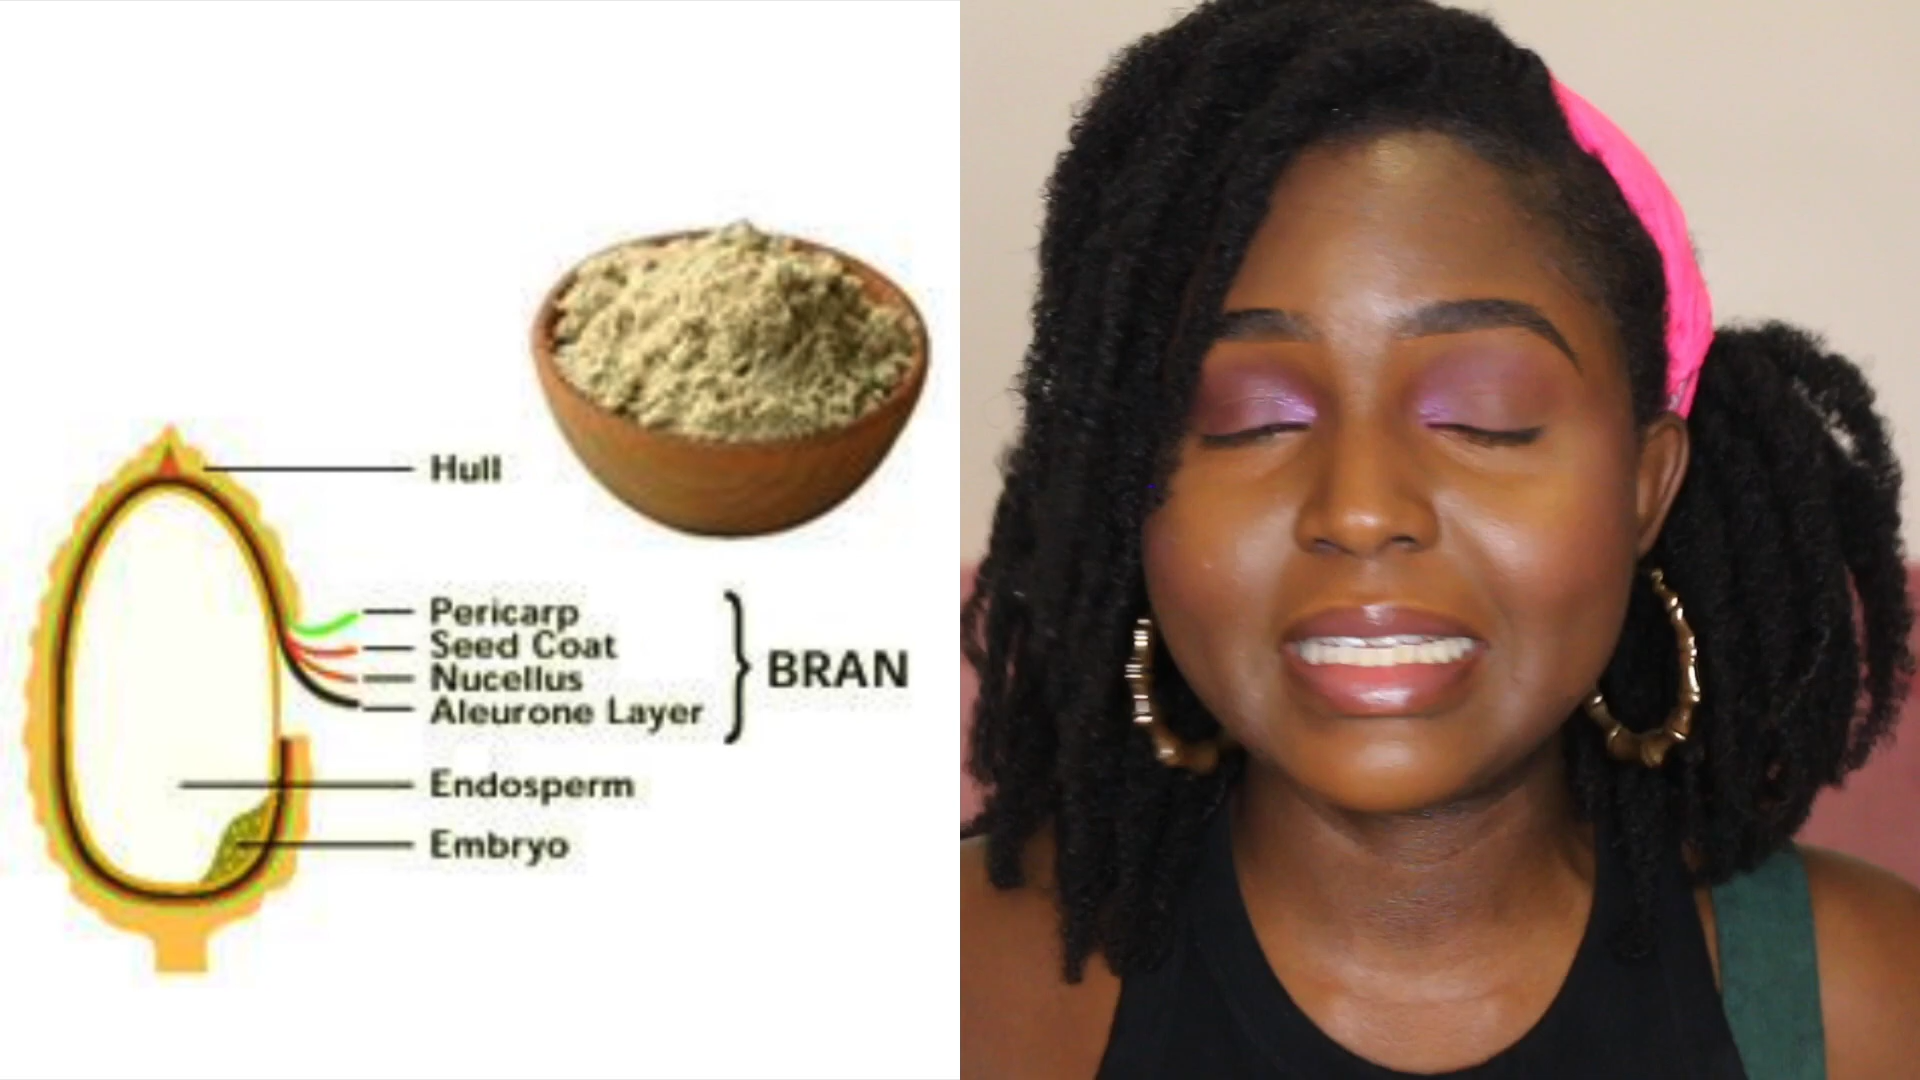 Hull
Pericarp
Seed Coat
Nucellus
Aleurone Layer
BRAN
Endosperm
Embryo